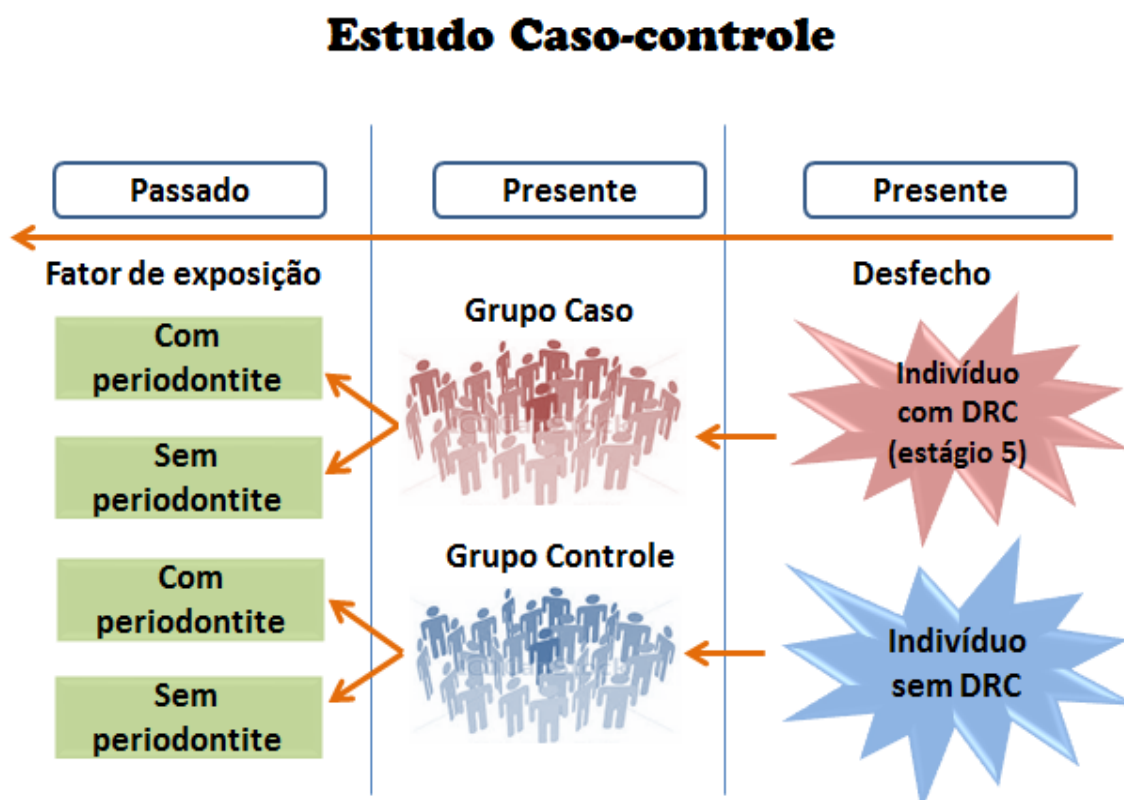 Estudo Caso-controle
Passado
Presente
Presente
Fator de exposição
Desfecho
Grupo Caso
Com
periodontite
Sem
periodontite
Indivíduo
com DRC
(estágio 5)
Grupo Controle
Com
periodontite
Sem
periodontite
Indivíduo
sem DRC